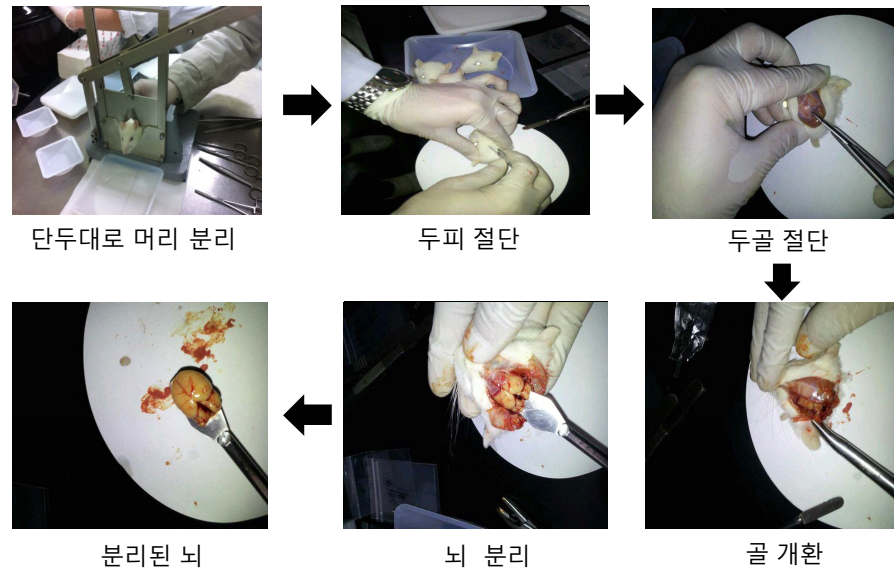 단두대로 머리 분리
두피 절단
두골 절단
골 개환
뇌 분리
분리된 뇌